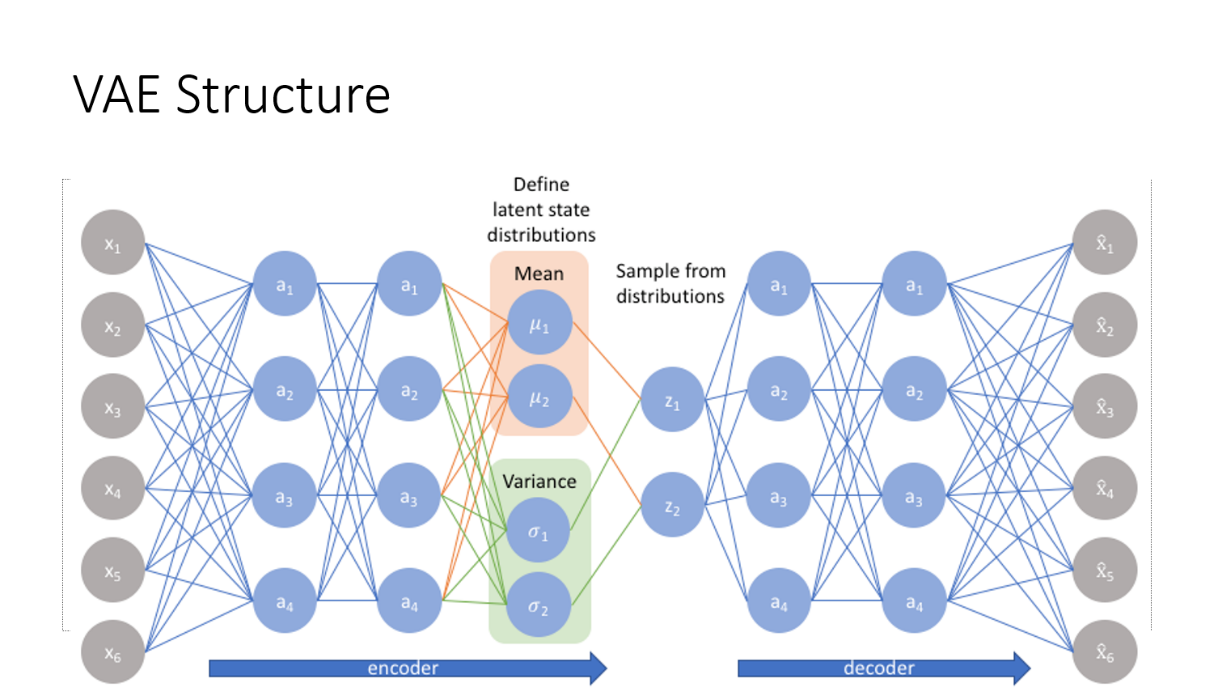 VAE Structure
Define
latent state
distributions
Mean
Sample from
distributions
Variance
x₁
x₂
x₃
x₄
x₅
x₆
a₁
a₂
a₃
a₄
a₁
a₂
a₃
a₄
μ₁
μ₂
σ₁
σ₂
z₁
z₂
a₁
a₂
a₃
a₄
a₁
a₂
a₃
a₄
x̂₁
x̂₂
x̂₃
x̂₄
x̂₅
x̂₆
encoder
decoder